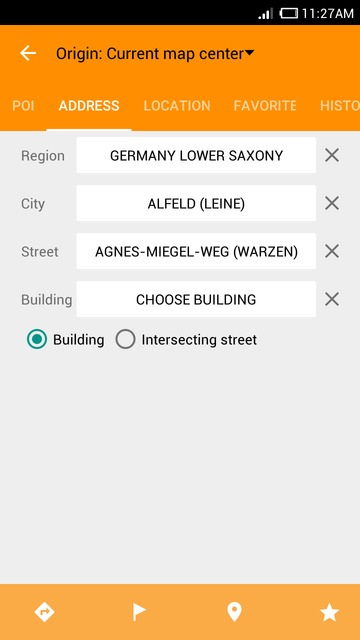 11:27AM
Origin: Current map center
POI ADDRESS LOCATION FAVORITE HISTO
Region GERMANY LOWER SAXONY
City ALFELD (LEINE)
Street AGNES-MIEGEL-WEG (WARZEN)
Building CHOOSE BUILDING
Building Intersecting street